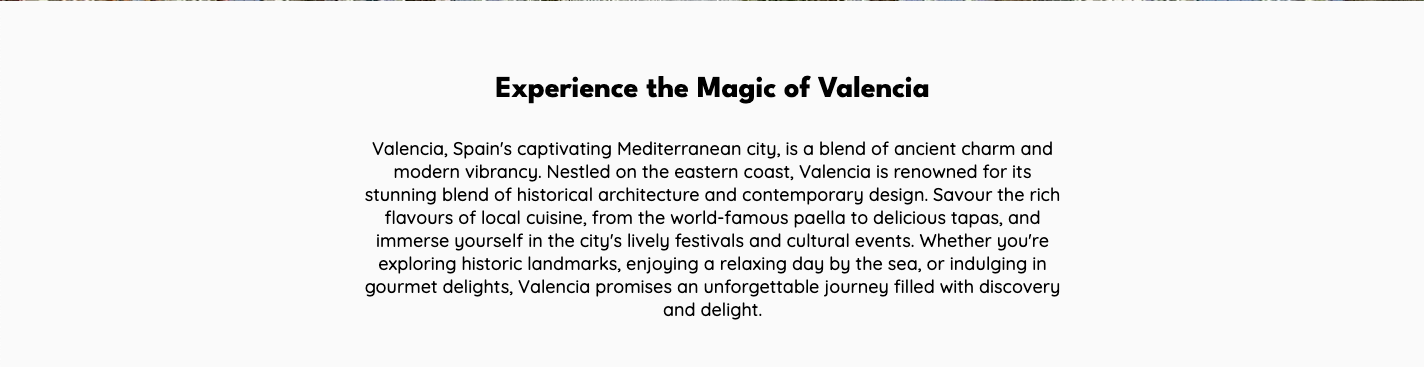 Experience the Magic of Valencia
Valencia, Spain's captivating Mediterranean city, is a blend of ancient charm and
modern vibrancy. Nestled on the eastern coast, Valencia is renowned for its
stunning blend of historical architecture and contemporary design. Savour the rich
flavours of local cuisine, from the world-famous paella to delicious tapas, and
immerse yourself in the city's lively festivals and cultural events. Whether you're
exploring historic landmarks, enjoying a relaxing day by the sea, or indulging in
gourmet delights, Valencia promises an unforgettable journey filled with discovery
and delight.